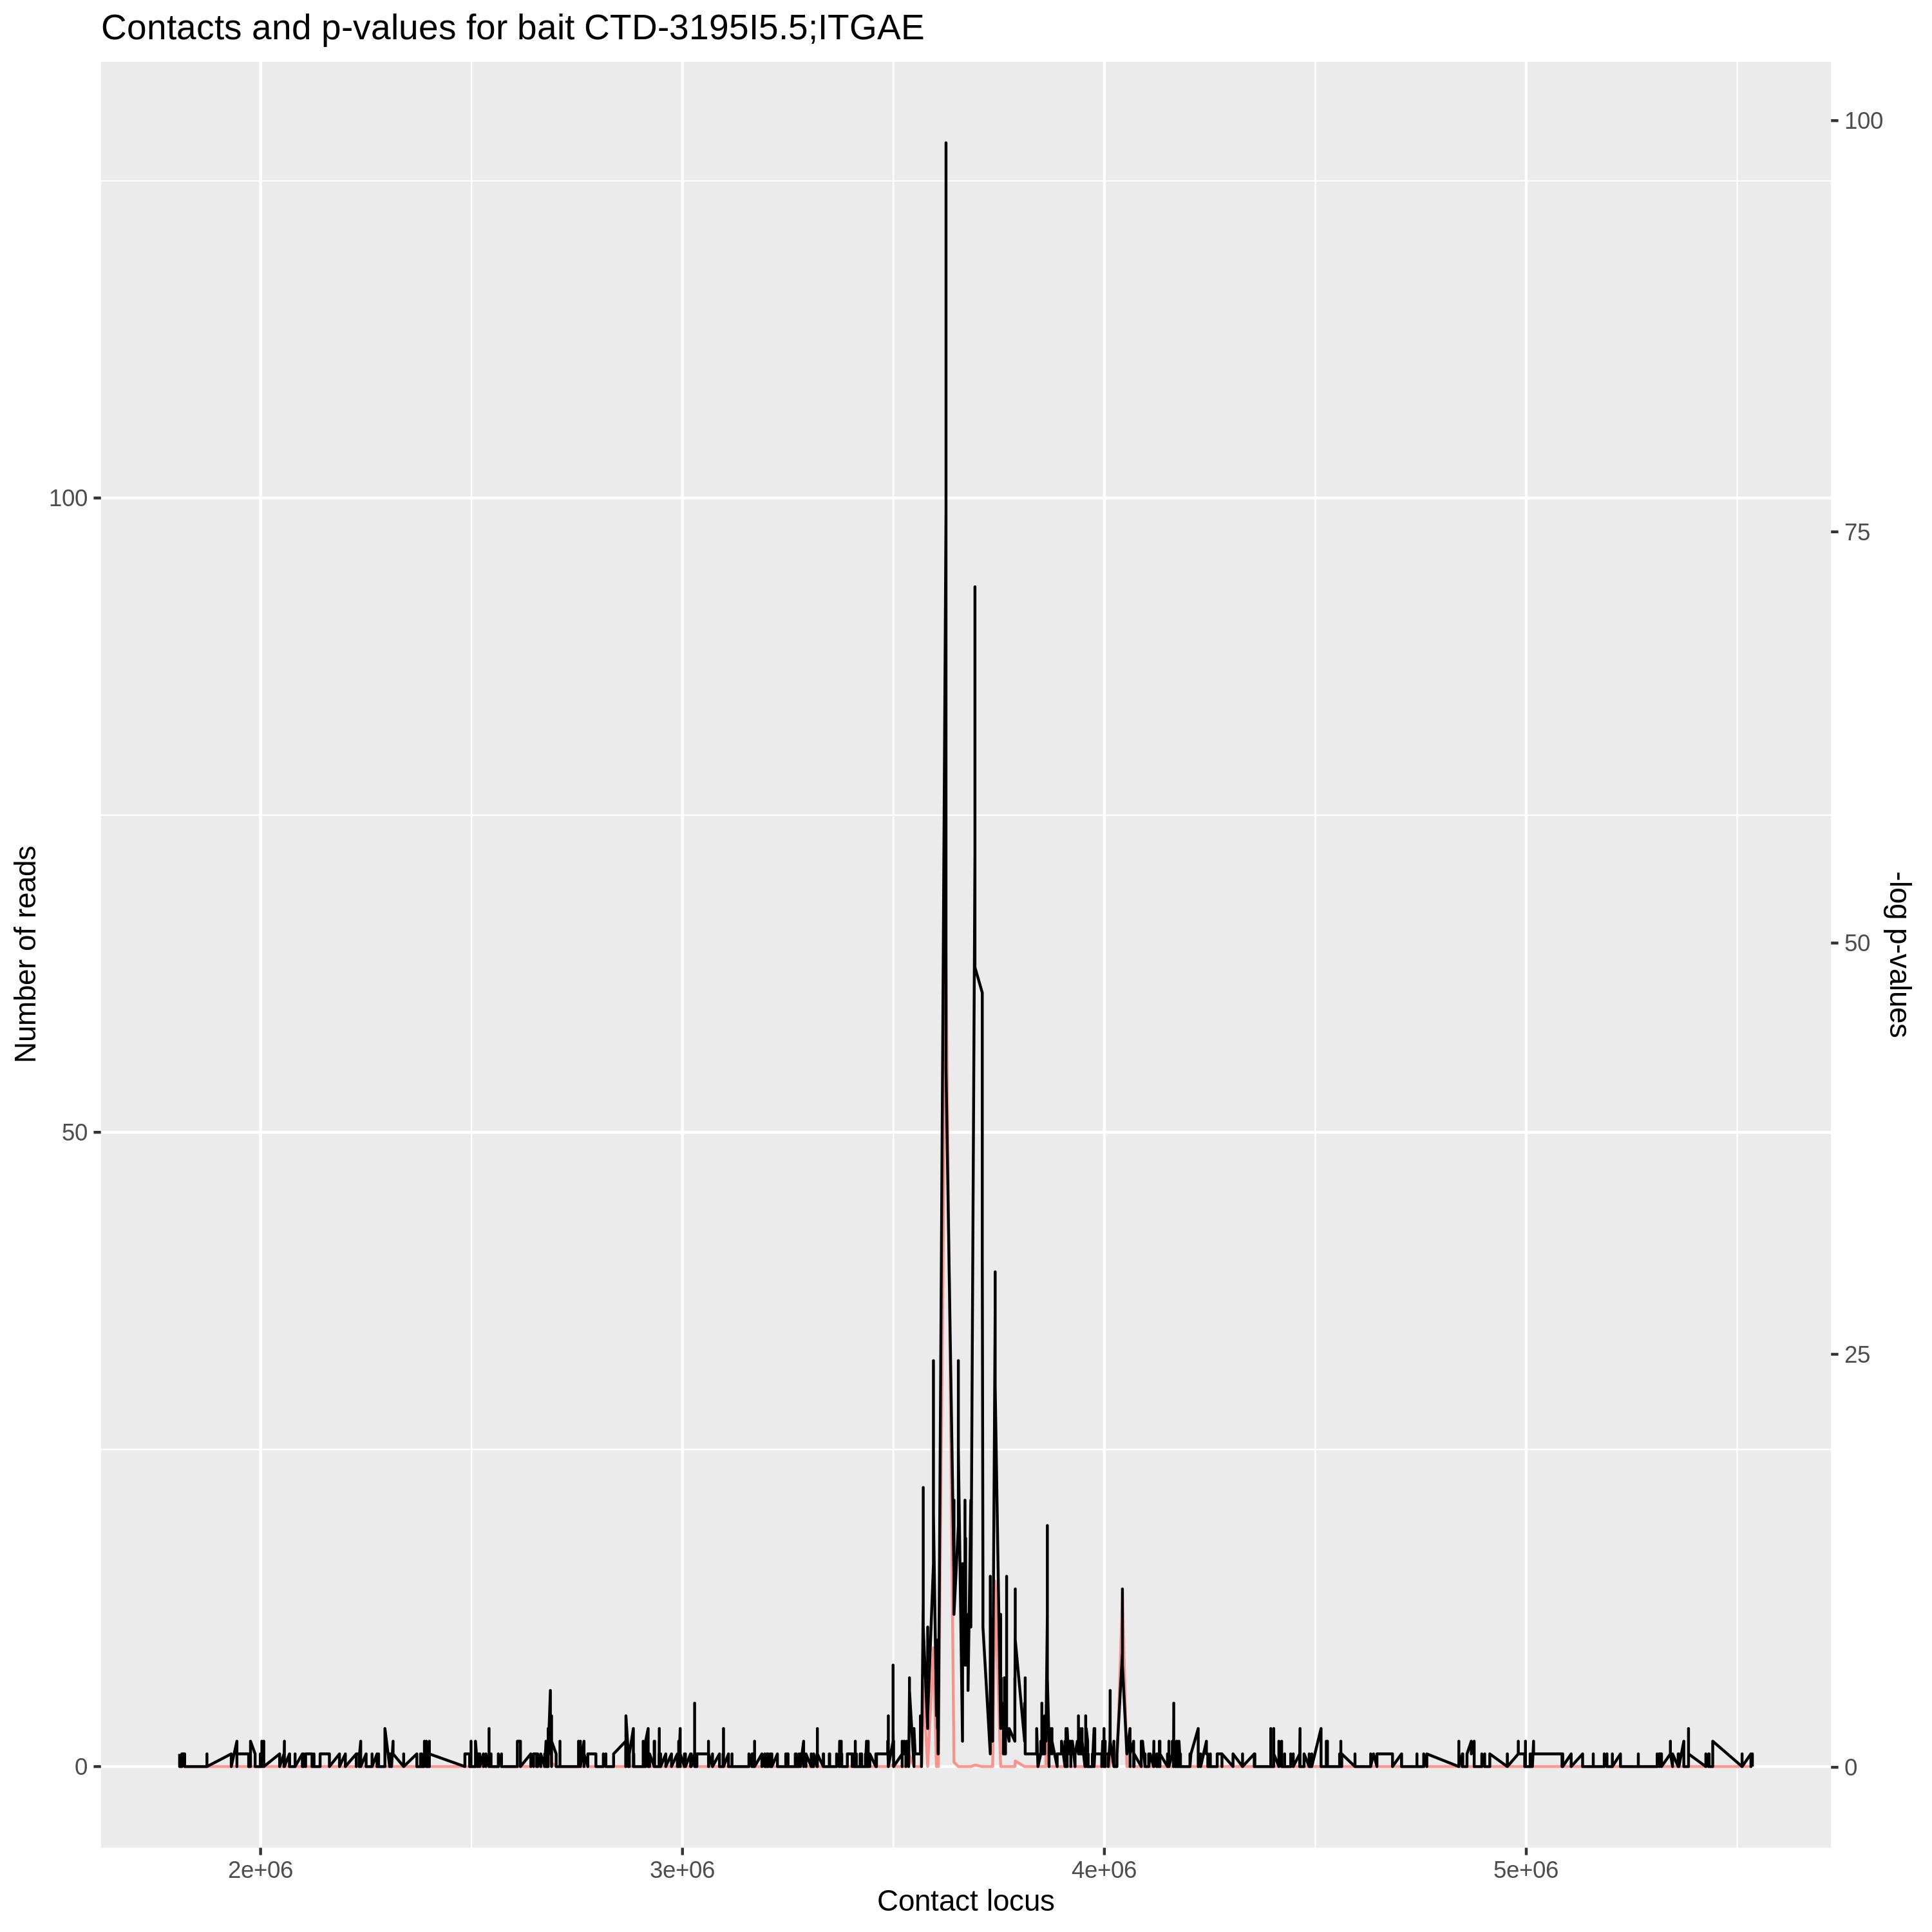 Contacts and p-values for bait CTD-3195I5.5;ITGAE
100
75
50
25
0
-log p-values
100
50
0
Number of reads
2e+06
3e+06
4e+06
5e+06
Contact locus